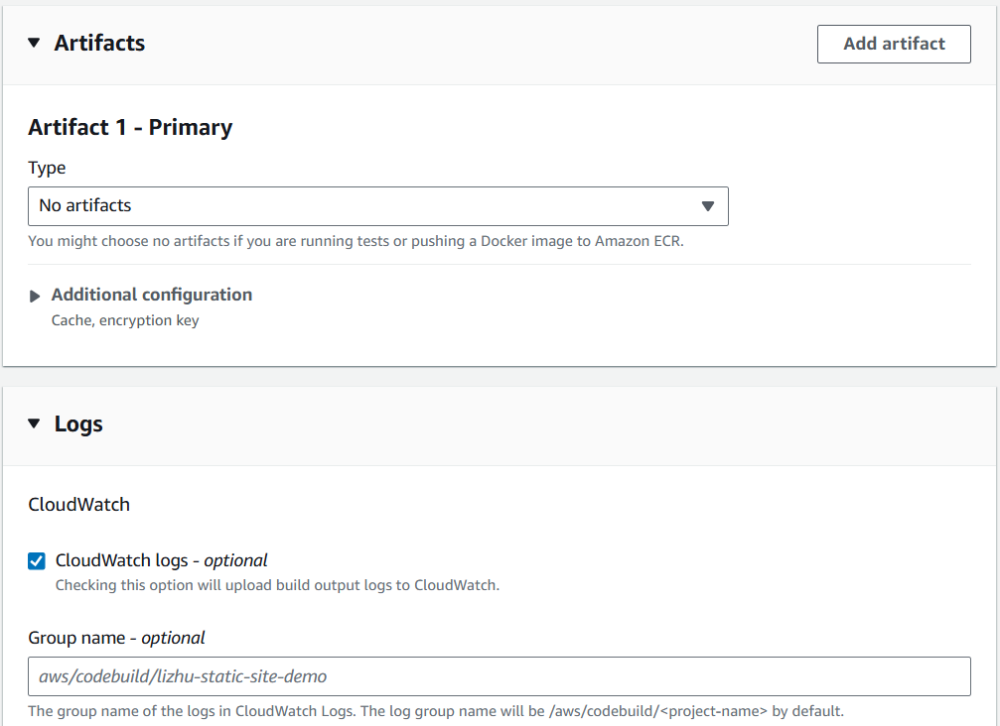 Artifacts
Add artifact
Artifact 1 - Primary
Type
No artifacts
You might choose no artifacts if you are running tests or pushing a Docker image to Amazon ECR.
Additional configuration
Cache, encryption key
Logs
CloudWatch
CloudWatch logs - optional
Checking this option will upload build output logs to CloudWatch.
Group name - optional
aws/codebuild/lizhu-static-site-demo
The group name of the logs in CloudWatch Logs. The log group name will be /aws/codebuild/<project-name> by default.